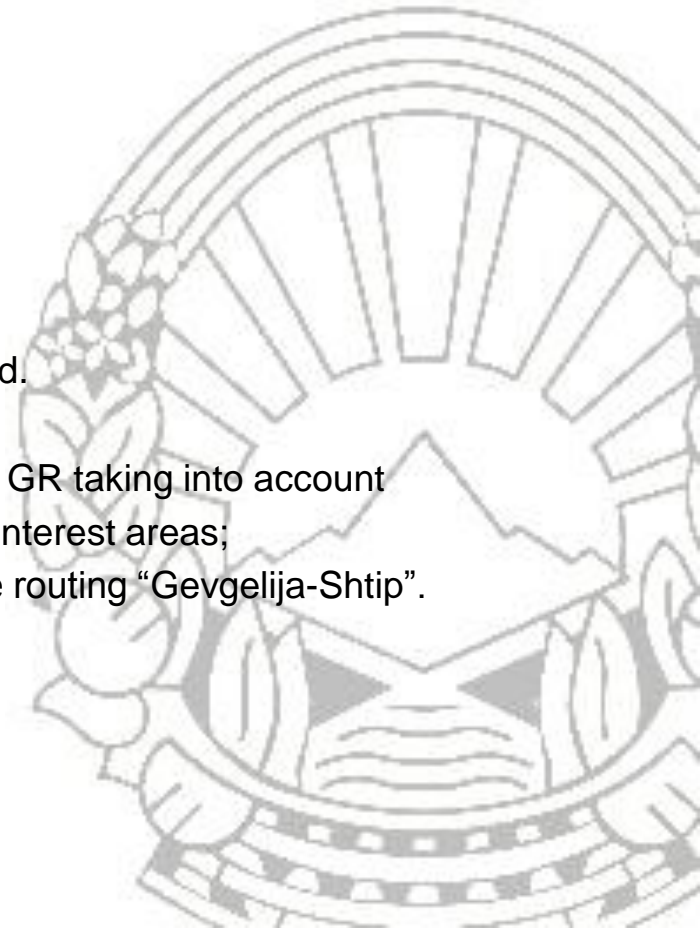 d.
GR taking into account
nterest areas;
e routing “Gevgelija-Shtip”.